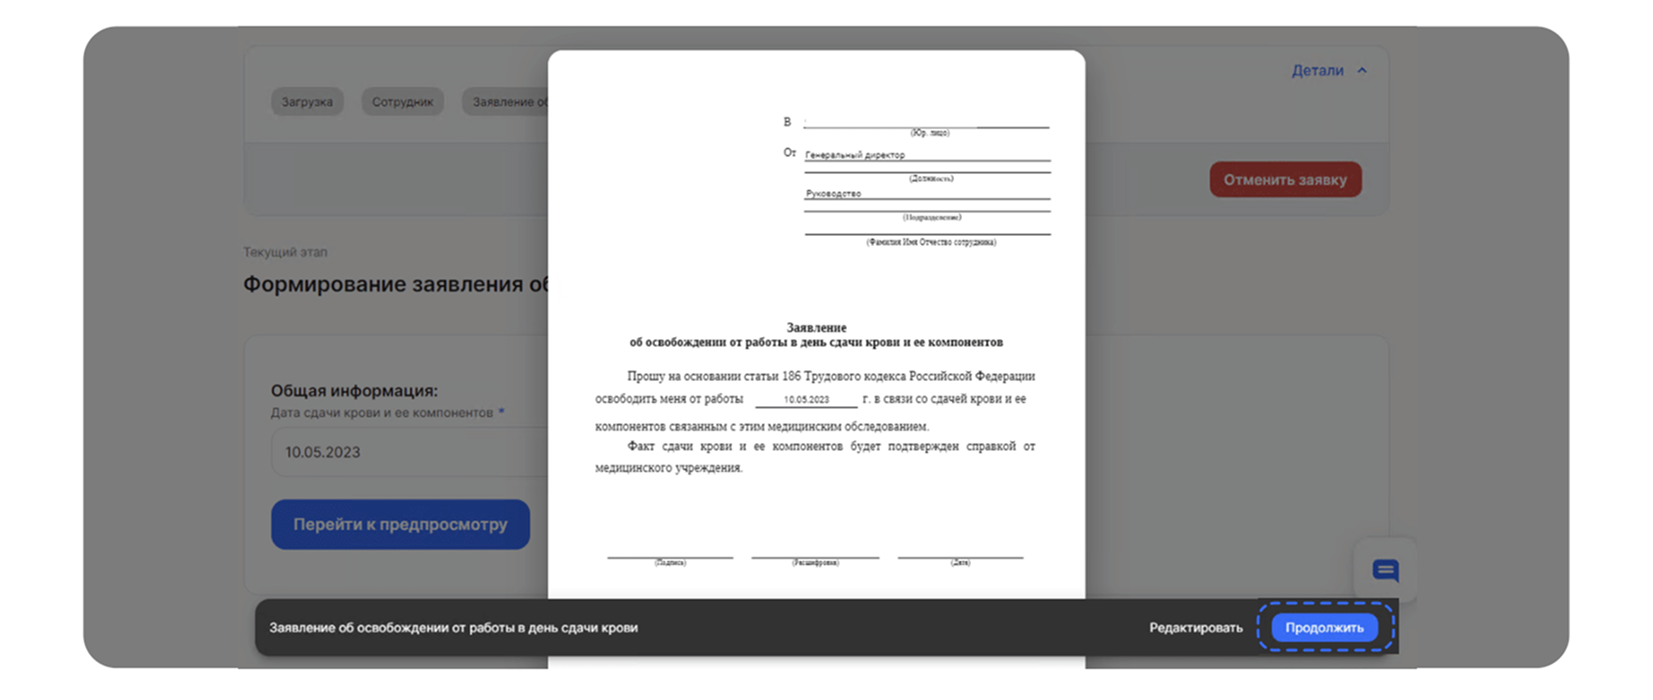 Детали
Загрузка
Сотрудник
Заявление об
Отменить заявку
Текущий этап
Формирование заявления об
Общая информация:
Дата сдачи крови и ее компонентов *
10.05.2023
Перейти к предпросмотру
В
(Юр. лицо)
От Генеральный директор
(Должность)
Руководство
(Подразделение)
(Фамилия Имя Отчество сотрудника)
Заявление
об освобождении от работы в день сдачи крови и ее компонентов
Прошу на основании статьи 186 Трудового кодекса Российской Федерации
освободить меня от работы 10.05.2023 г. в связи со сдачей крови и ее
компонентов связанным с этим медицинским обследованием.
Факт сдачи крови и ее компонентов будет подтвержден справкой от
медицинского учреждения.
(Подпись) (Расшифровка) (Дата)
Заявление об освобождении от работы в день сдачи крови
Редактировать
Продолжить